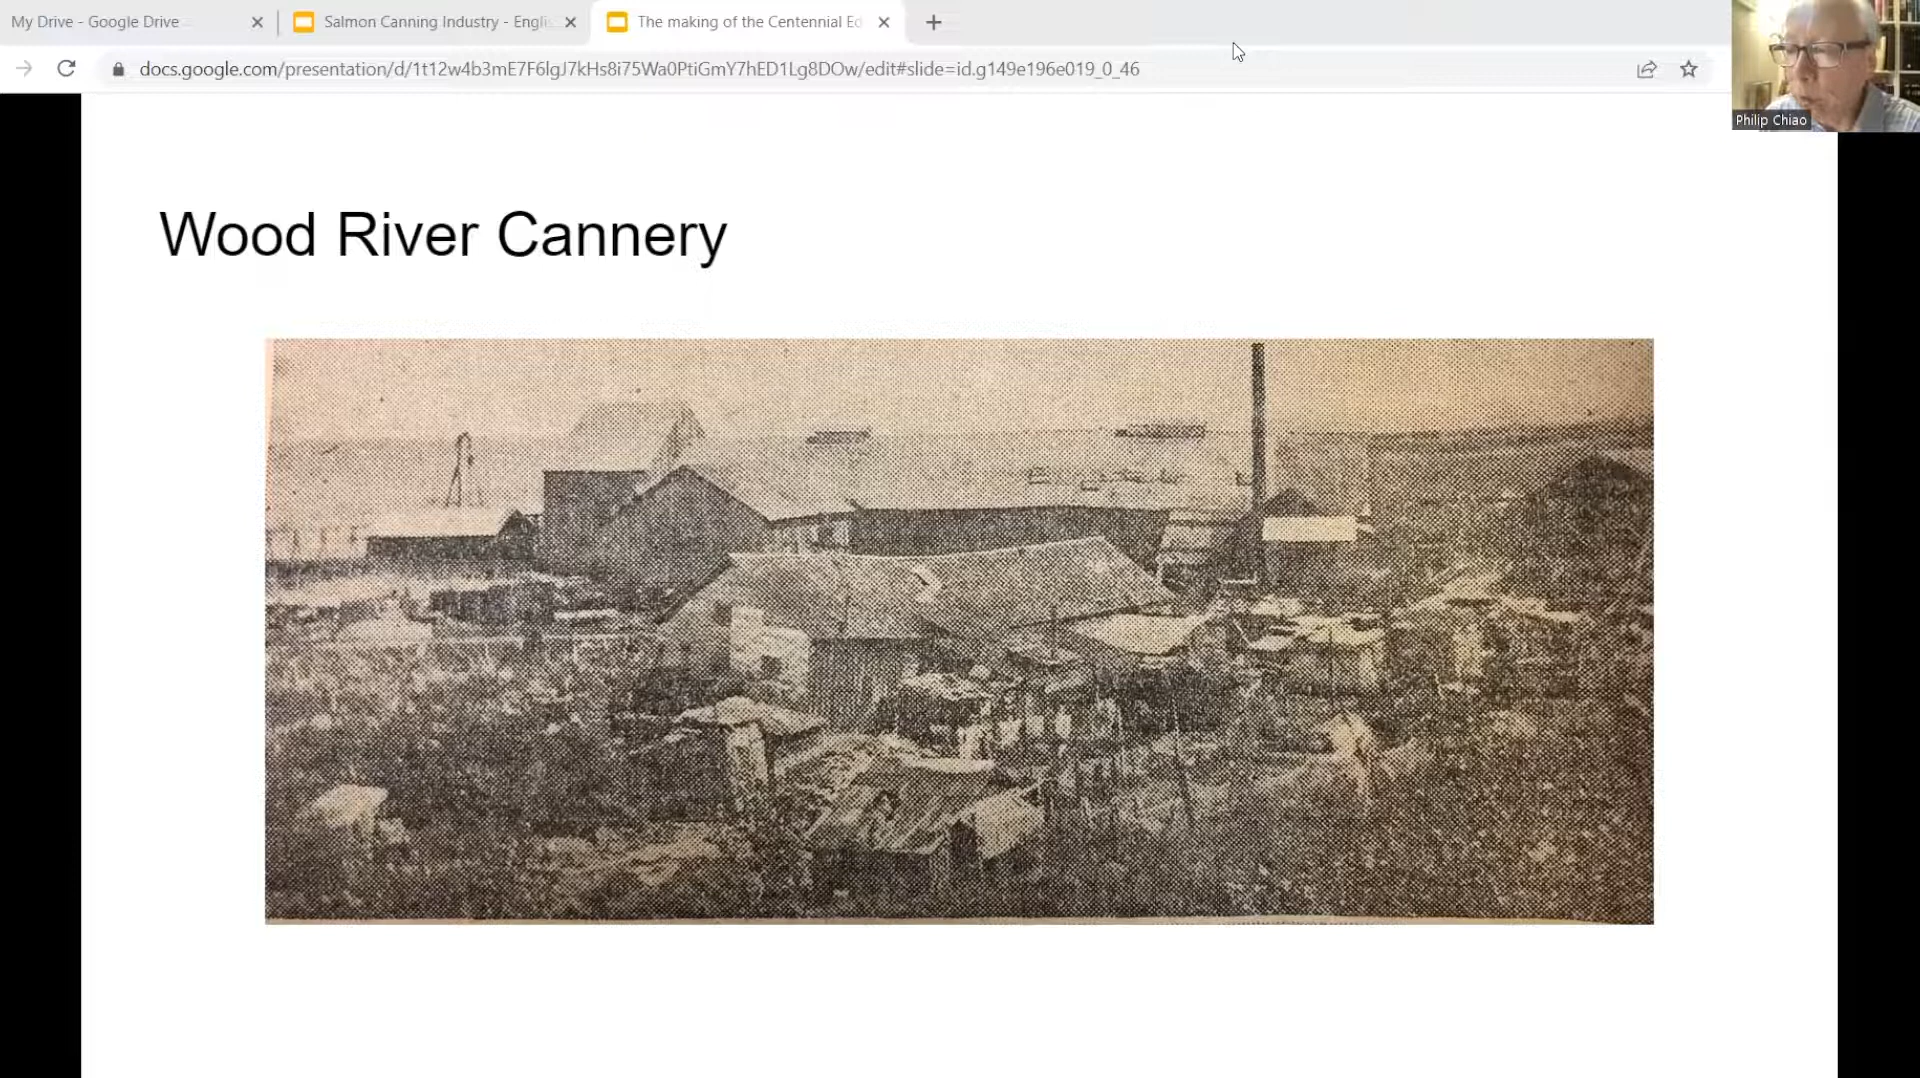 My Drive - Google Drive
Salmon Canning Industry - Engli
The making of the Centennial Ed
docs.google.com/presentation/d/1t12w4b3mE7F6lgJ7kHs8i75Wa0PtiGmY7hED1Lg8DOw/edit#slide=id.g149e196e019_0_46
Philip Chiao
Wood River Cannery